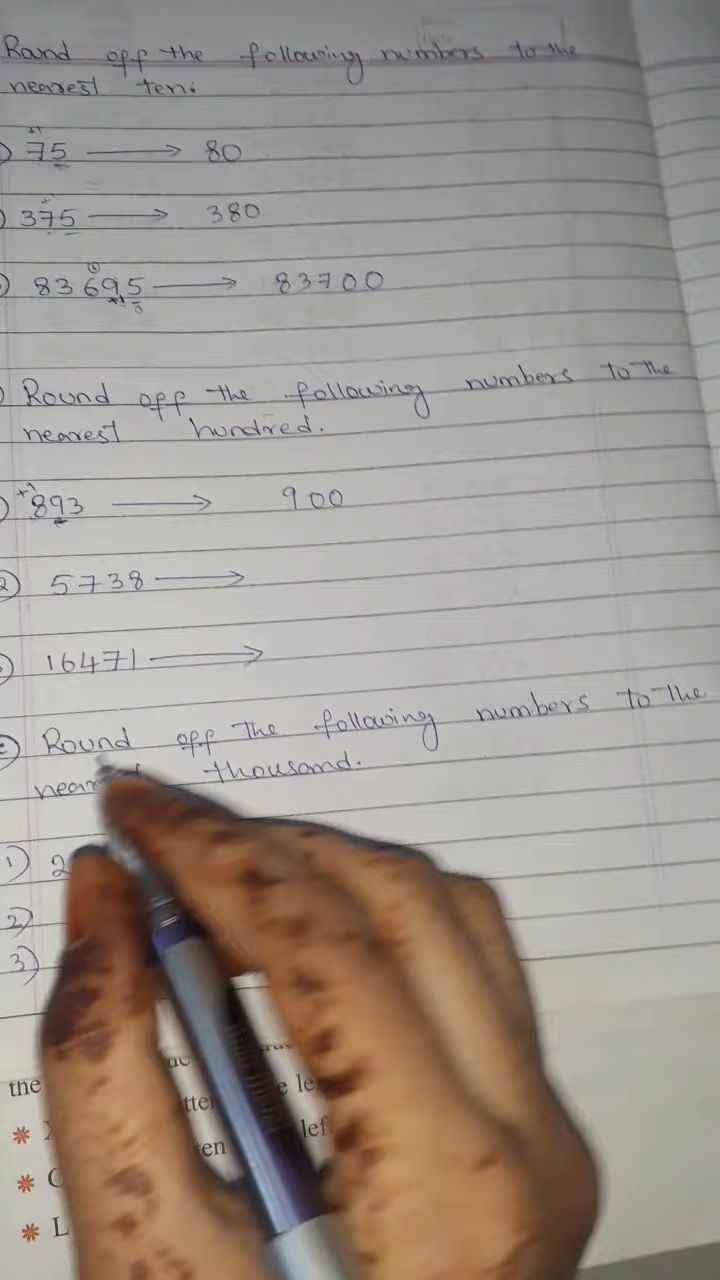 Round off the following numbers to the
nearest ten.
75 → 80
375 → 380
83695 → 83700
Round off the following numbers to the
nearest hundred.
893 → 900
2) 5738 →
16471 →
Round off the following numbers to the
thousand.
1) 2
2)
3)
the